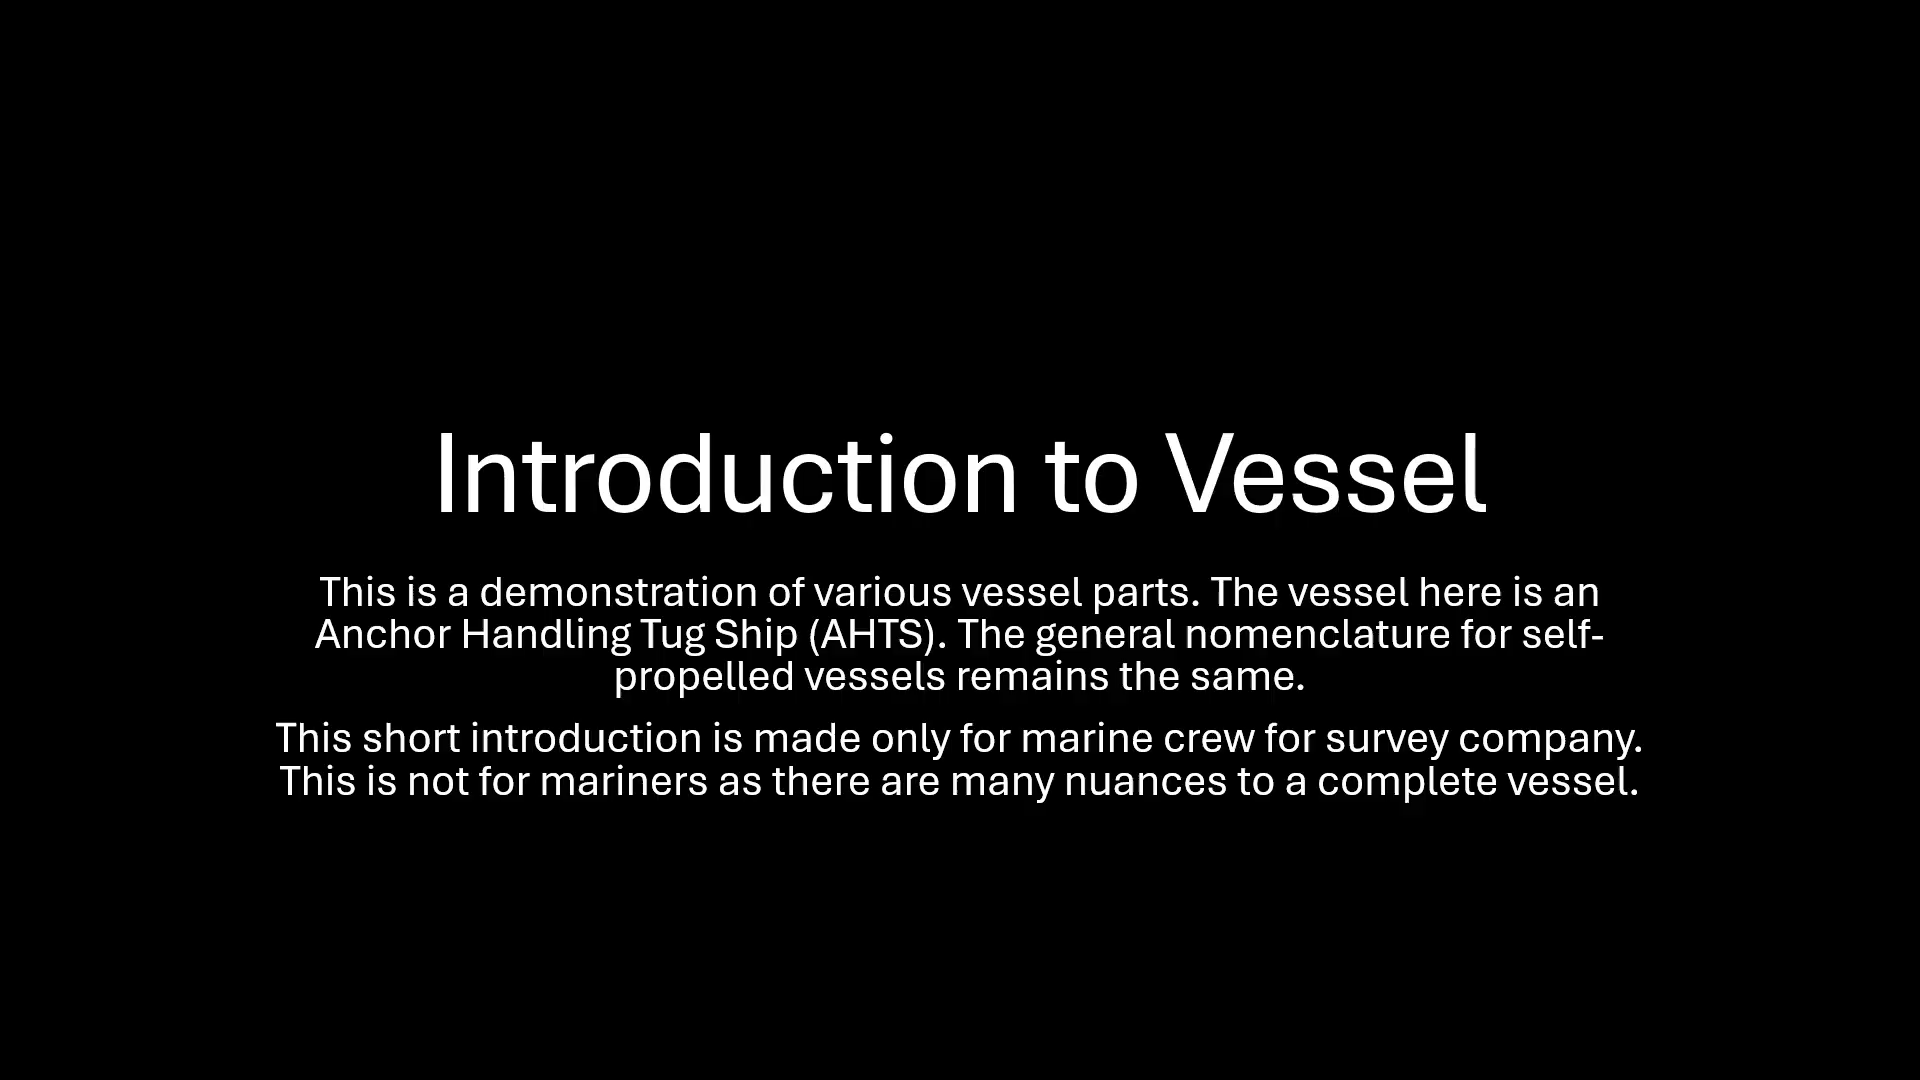 Introduction to Vessel
This is a demonstration of various vessel parts. The vessel here is an
Anchor Handling Tug Ship (AHTS). The general nomenclature for self-
propelled vessels remains the same.
This short introduction is made only for marine crew for survey company.
This is not for mariners as there are many nuances to a complete vessel.